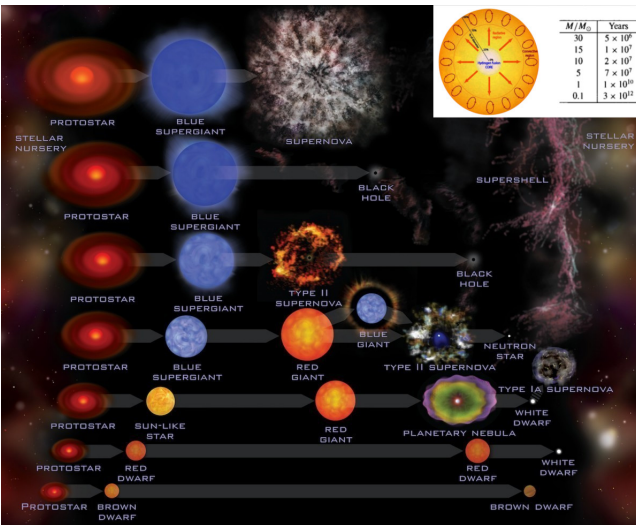 M/M☉ Years
30 5 × 10⁶
15 1 × 10⁷
10 2 × 10⁷
5 7 × 10⁷
1 1 × 10¹⁰
0.1 3 × 10¹²
PROTOSTAR
BLUE
SUPERGIANT
SUPERNOVA
STELLAR
NURSERY
STELLAR
NURSERY
PROTOSTAR
BLUE
SUPERGIANT
BLACK
HOLE
SUPERSHELL
PROTOSTAR
BLUE
SUPERGIANT
TYPE II
SUPERNOVA
BLACK
HOLE
PROTOSTAR
BLUE
SUPERGIANT
RED
GIANT
BLUE
GIANT
TYPE II SUPERNOVA
NEUTRON
STAR
TYPE IA SUPERNOVA
PROTOSTAR
SUN-LIKE
STAR
RED
GIANT
PLANETARY NEBULA
WHITE
DWARF
PROTOSTAR
RED
DWARF
RED
DWARF
WHITE
DWARF
PROTOSTAR
BROWN
DWARF
BROWN DWARF